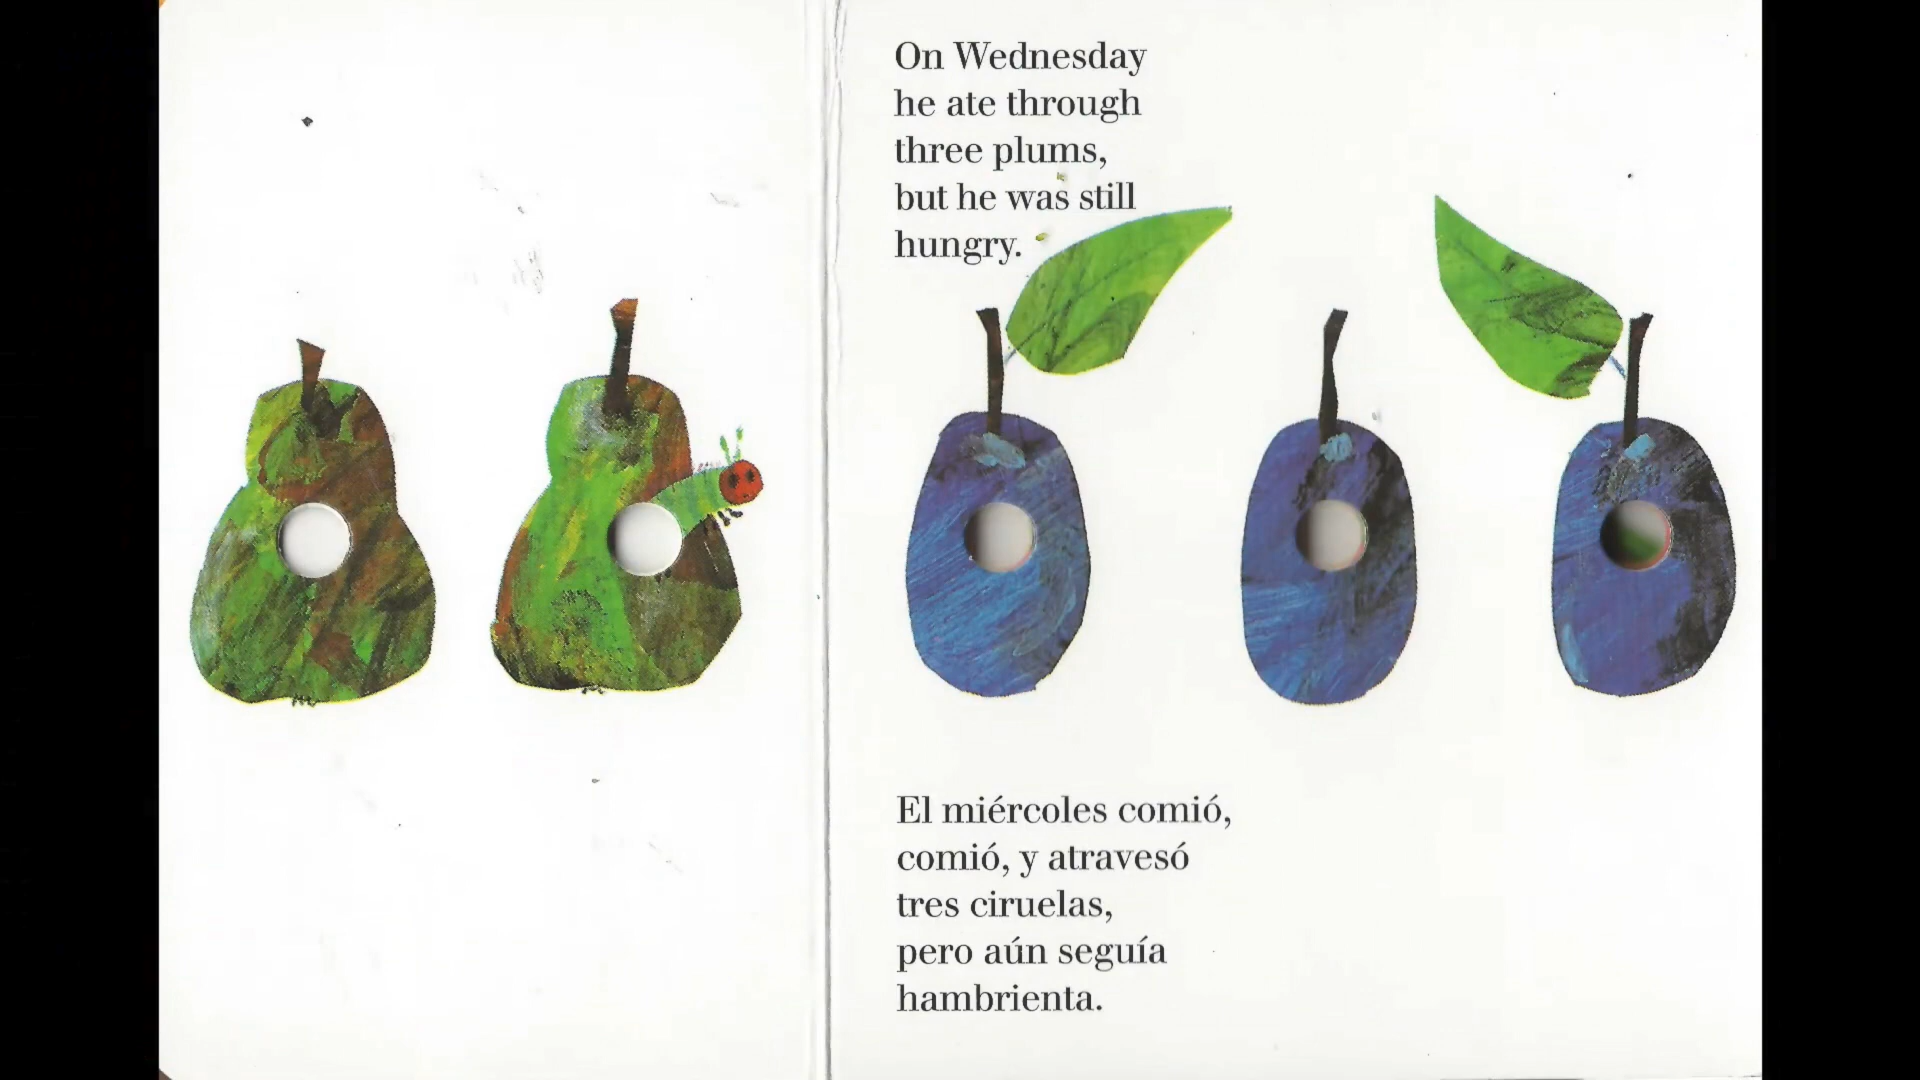 On Wednesday
he ate through
three plums,
but he was still
hungry.
El miércoles comió,
comió, y atravesó
tres ciruelas,
pero aún seguía
hambrienta.